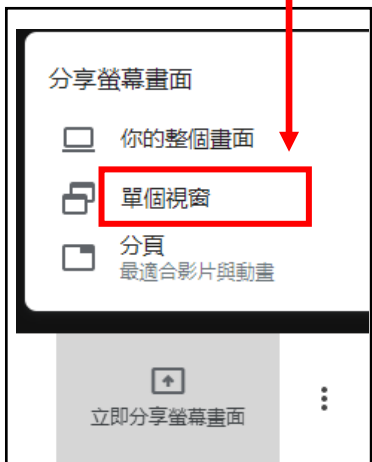 分享螢幕畫面
你的整個畫面
單個視窗
分頁
最適合影片與動畫
立即分享螢幕畫面